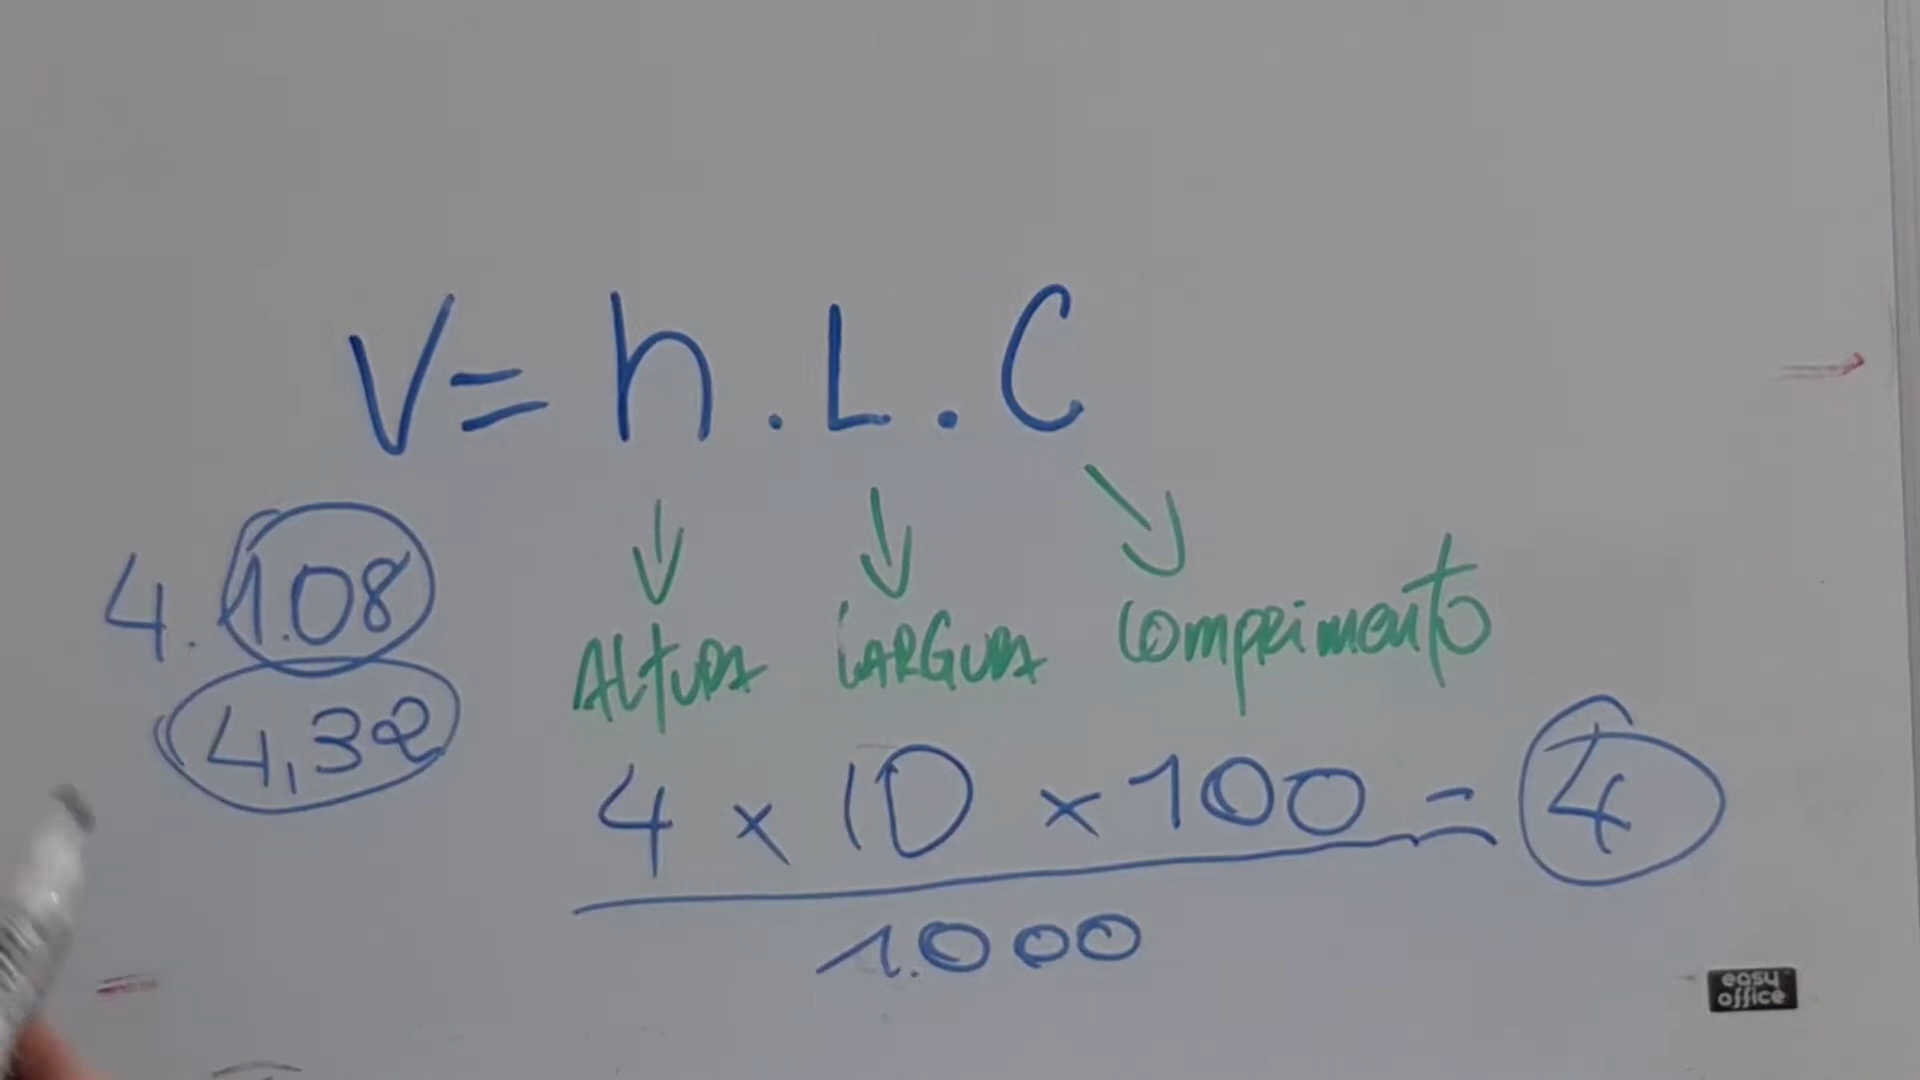 V = h . L . C
4 . 1.08
4,32
ALTURA LARGURA Comprimento
4 x 10 x 100 = 4
1.000
easy
office